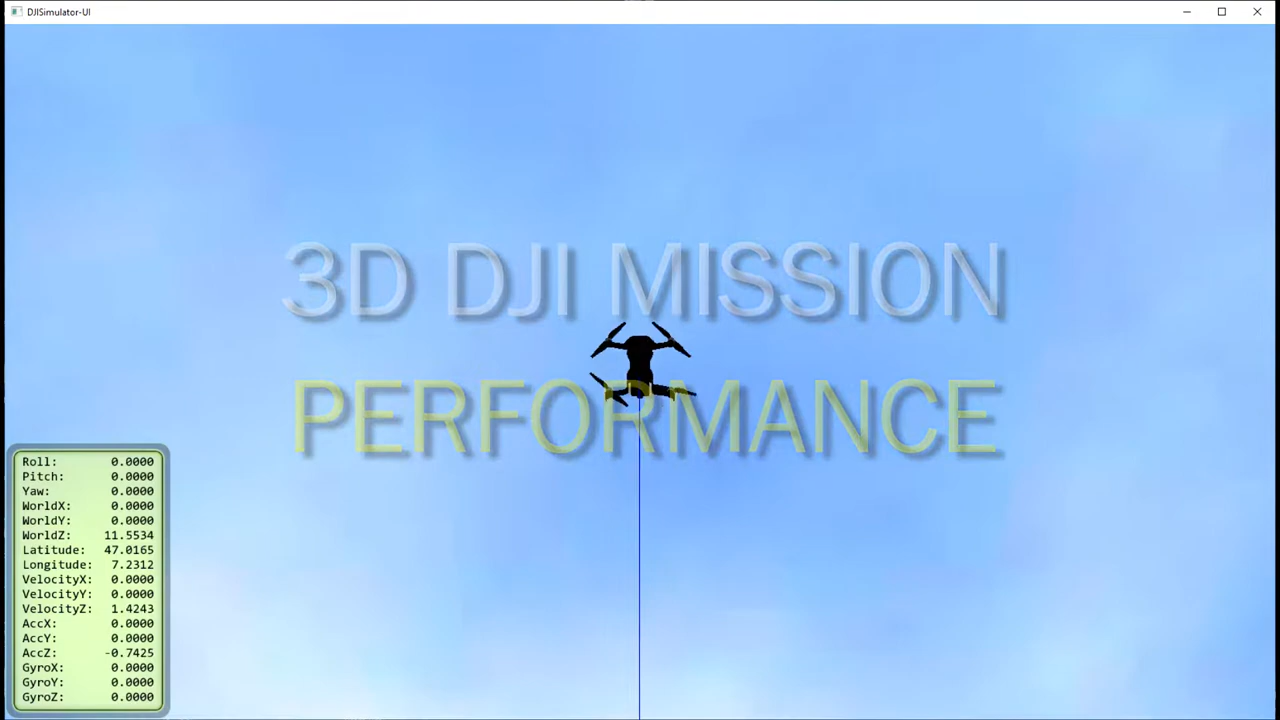 DJISimulator-UI
3D DJI MISSION
PERFORMANCE
Roll: 0.0000
Pitch: 0.0000
Yaw: 0.0000
WorldX: 0.0000
WorldY: 0.0000
WorldZ: 11.5534
Latitude: 47.0165
Longitude: 7.2312
VelocityX: 0.0000
VelocityY: 0.0000
VelocityZ: 1.4243
AccX: 0.0000
AccY: 0.0000
AccZ: -0.7425
GyroX: 0.0000
GyroY: 0.0000
GyroZ: 0.0000